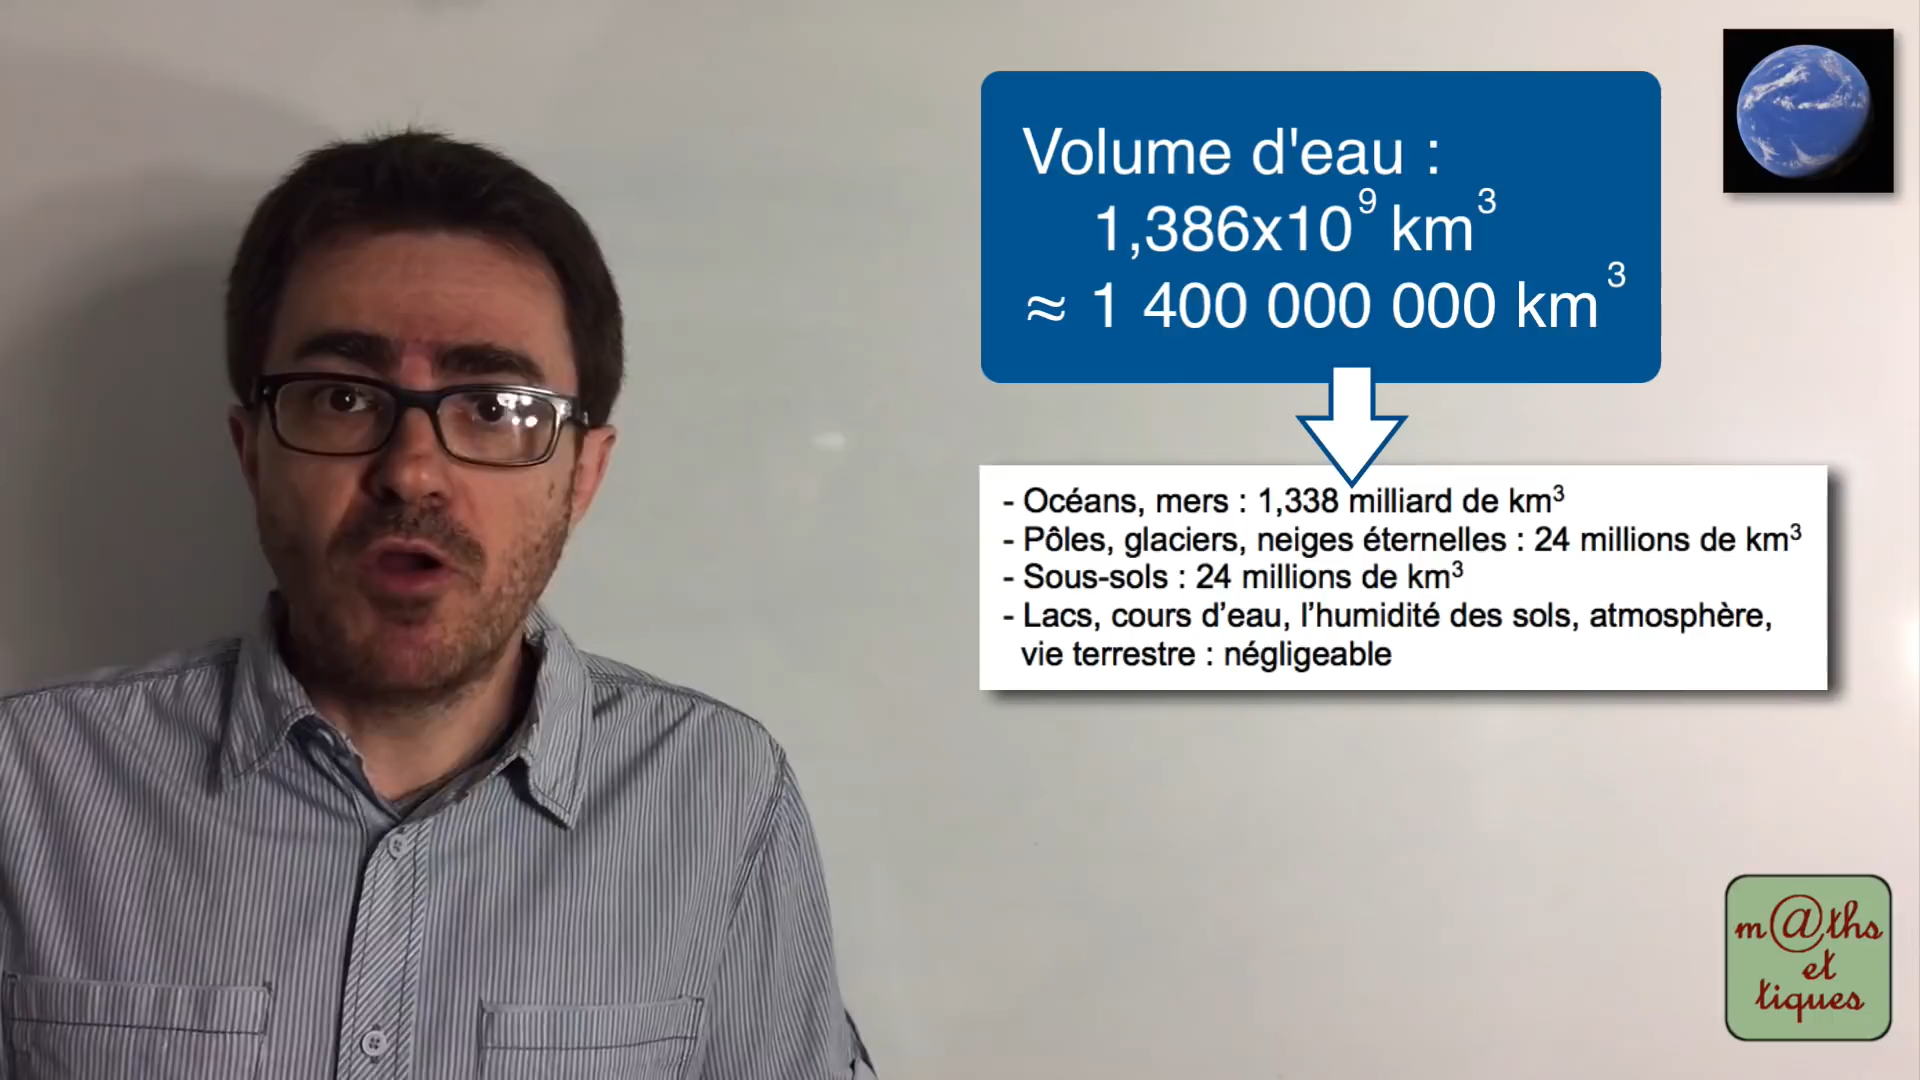 Volume d'eau :
1,386x10⁹ km³
≈ 1 400 000 000 km³
- Océans, mers : 1,338 milliard de km³
- Pôles, glaciers, neiges éternelles : 24 millions de km³
- Sous-sols : 24 millions de km³
- Lacs, cours d’eau, l’humidité des sols, atmosphère,
vie terrestre : négligeable
m@ths
et
tiques